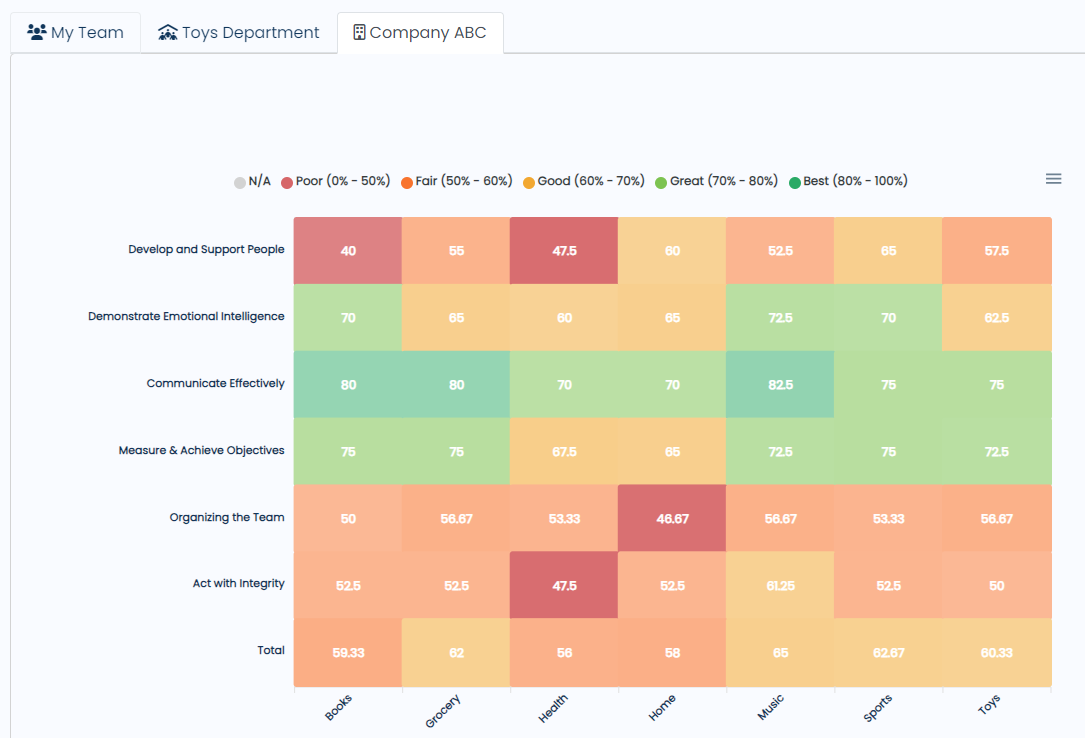 My Team Toys Department Company ABC
N/A Poor (0% - 50%) Fair (50% - 60%) Good (60% - 70%) Great (70% - 80%) Best (80% - 100%)
Develop and Support People 40 55 47.5 60 52.5 65 57.5
Demonstrate Emotional Intelligence 70 65 60 65 72.5 70 62.5
Communicate Effectively 80 80 70 70 82.5 75 75
Measure & Achieve Objectives 75 75 67.5 65 72.5 75 72.5
Organizing the Team 50 56.67 53.33 46.67 56.67 53.33 56.67
Act with Integrity 52.5 52.5 47.5 52.5 61.25 52.5 50
Total 59.33 62 56 58 65 62.67 60.33
Books Grocery Health Home Music Sports Toys